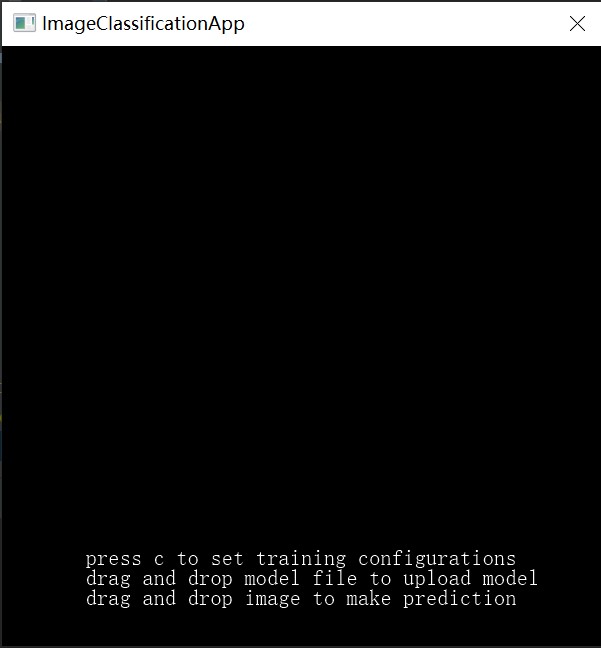 ImageClassificationApp
press c to set training configurations
drag and drop model file to upload model
drag and drop image to make prediction